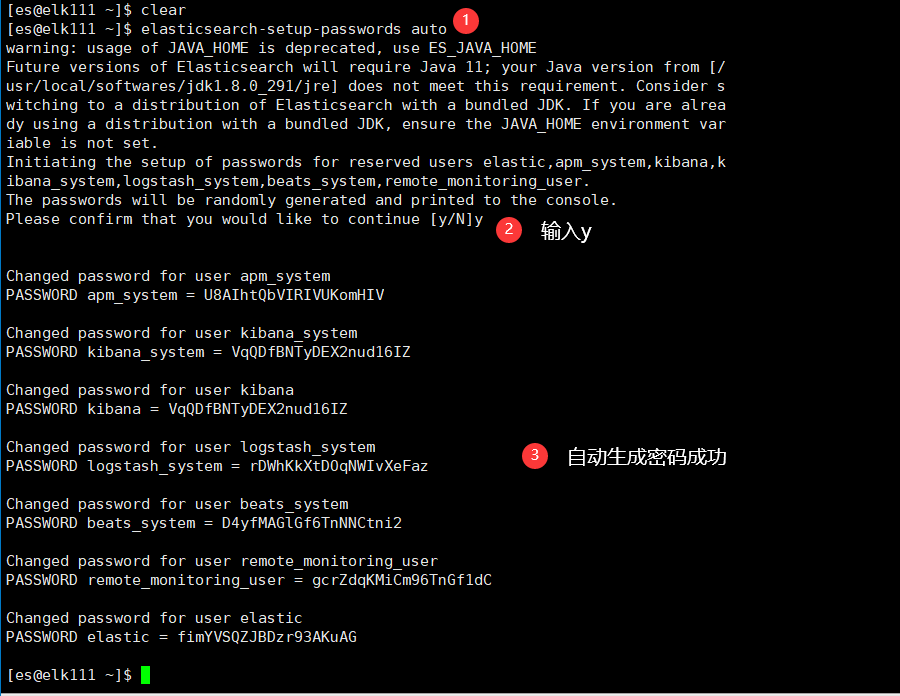 [es@elk111 ~]$ clear
[es@elk111 ~]$ elasticsearch-setup-passwords auto 1
warning: usage of JAVA_HOME is deprecated, use ES_JAVA_HOME
Future versions of Elasticsearch will require Java 11; your Java version from [/
usr/local/softwares/jdk1.8.0_291/jre] does not meet this requirement. Consider s
witching to a distribution of Elasticsearch with a bundled JDK. If you are alrea
dy using a distribution with a bundled JDK, ensure the JAVA_HOME environment var
iable is not set.
Initiating the setup of passwords for reserved users elastic,apm_system,kibana,k
ibana_system,logstash_system,beats_system,remote_monitoring_user.
The passwords will be randomly generated and printed to the console.
Please confirm that you would like to continue [y/N]y
2 输入y
Changed password for user apm_system
PASSWORD apm_system = U8AIhtQbVIRIVUKomHIV
Changed password for user kibana_system
PASSWORD kibana_system = VqQDfBNTyDEX2nud16IZ
Changed password for user kibana
PASSWORD kibana = VqQDfBNTyDEX2nud16IZ
Changed password for user logstash_system
PASSWORD logstash_system = rDWhKkXtDOqNWIvXeFaz
3 自动生成密码成功
Changed password for user beats_system
PASSWORD beats_system = D4yfMAGlGf6TnNNCtni2
Changed password for user remote_monitoring_user
PASSWORD remote_monitoring_user = gcrZdqKMiCm96TnGf1dC
Changed password for user elastic
PASSWORD elastic = fimYVSQZJBDzr93AKuAG
[es@elk111 ~]$